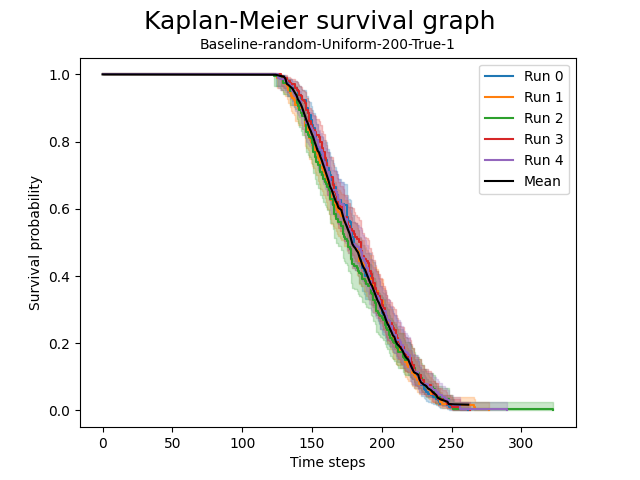 Kaplan-Meier survival graph
Baseline-random-Uniform-200-True-1
Survival probability
1.0
0.8
0.6
0.4
0.2
0.0
Run 0
Run 1
Run 2
Run 3
Run 4
Mean
0 50 100 150 200 250 300
Time steps